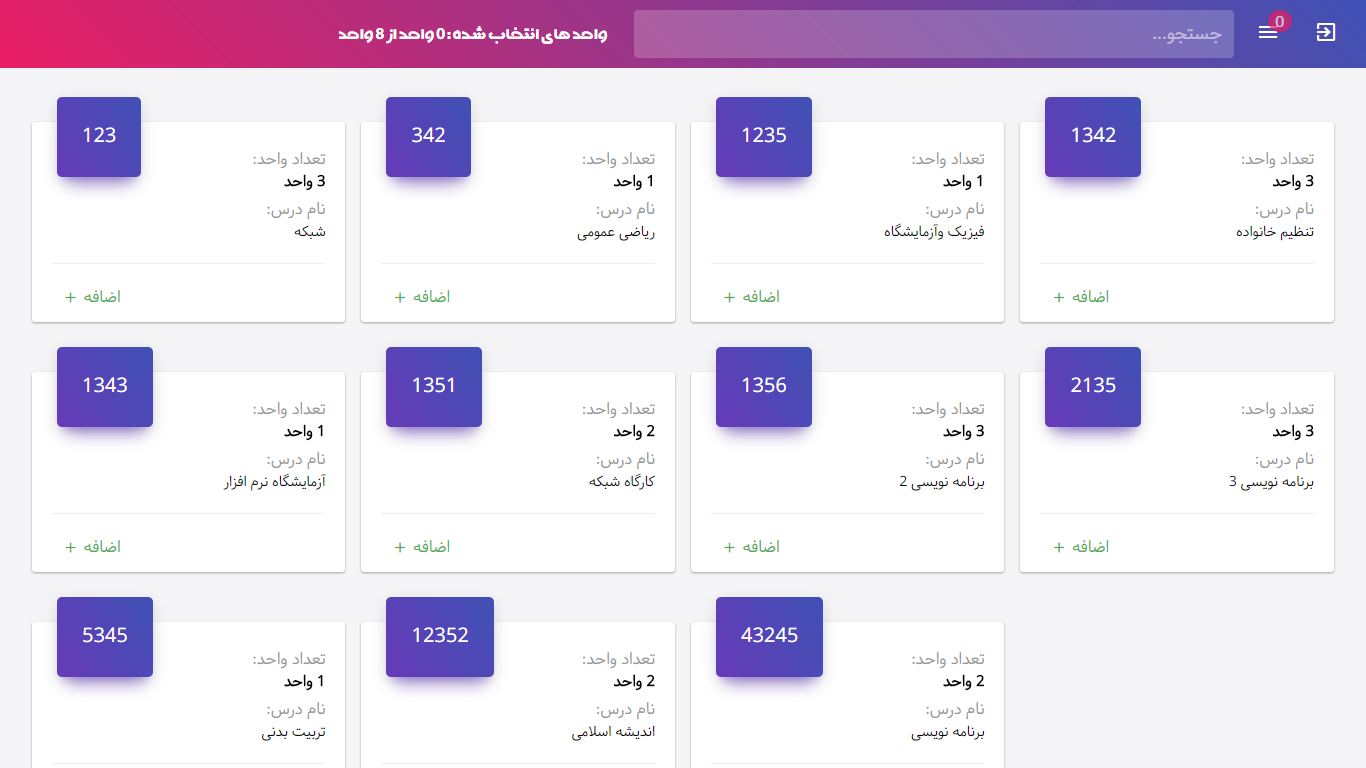 0
جستجو...
واحد های انتخاب شده : 0 واحد از 8 واحد
1342
تعداد واحد:
3 واحد
نام درس:
تنظیم خانواده
اضافه +
1235
تعداد واحد:
1 واحد
نام درس:
فیزیک وآزمایشگاه
اضافه +
342
تعداد واحد:
1 واحد
نام درس:
ریاضی عمومی
اضافه +
123
تعداد واحد:
3 واحد
نام درس:
شبکه
اضافه +
2135
تعداد واحد:
3 واحد
نام درس:
برنامه نویسی 3
اضافه +
1356
تعداد واحد:
3 واحد
نام درس:
برنامه نویسی 2
اضافه +
1351
تعداد واحد:
2 واحد
نام درس:
کارگاه شبکه
اضافه +
1343
تعداد واحد:
1 واحد
نام درس:
آزمایشگاه نرم افزار
اضافه +
43245
تعداد واحد:
2 واحد
نام درس:
برنامه نویسی
12352
تعداد واحد:
2 واحد
نام درس:
اندیشه اسلامی
5345
تعداد واحد:
1 واحد
نام درس:
تربیت بدنی